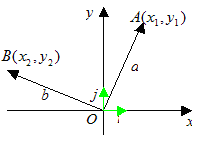 y
A(x₁, y₁)
B(x₂, y₂)
a
b
j
O
i
x